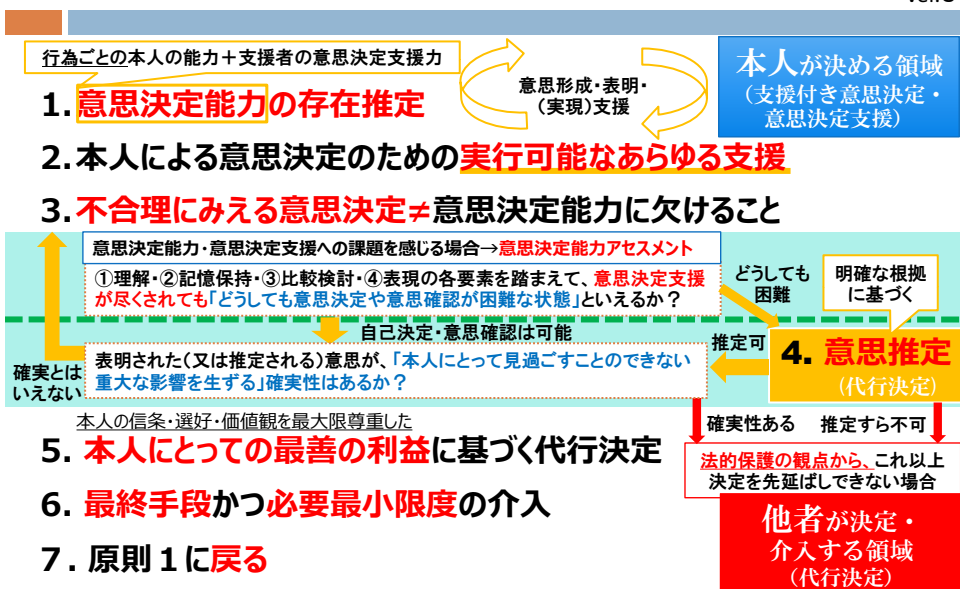 行為ごとの本人の能力＋支援者の意思決定支援力
意思形成・表明・
（実現）支援
本人が決める領域
（支援付き意思決定・
意思決定支援）
1. 意思決定能力の存在推定
2. 本人による意思決定のための実行可能なあらゆる支援
3. 不合理にみえる意思決定≠意思決定能力に欠けること
意思決定能力・意思決定支援への課題を感じる場合→意思決定能力アセスメント
①理解・②記憶保持・③比較検討・④表現の各要素を踏まえて、意思決定支援
が尽くされても「どうしても意思決定や意思確認が困難な状態」といえるか？
どうしても
困難
明確な根拠
に基づく
自己決定・意思確認は可能
推定可
4. 意思推定
（代行決定）
表明された（又は推定される）意思が、「本人にとって見過ごすことのできない
重大な影響を生ずる」確実性はあるか？
確実とは
いえない
本人の信条・選好・価値観を最大限尊重した
確実性ある
推定すら不可
5. 本人にとっての最善の利益に基づく代行決定
法的保護の観点から、これ以上
決定を先延ばしできない場合
6. 最終手段かつ必要最小限度の介入
他者が決定・
介入する領域
（代行決定）
7. 原則１に戻る